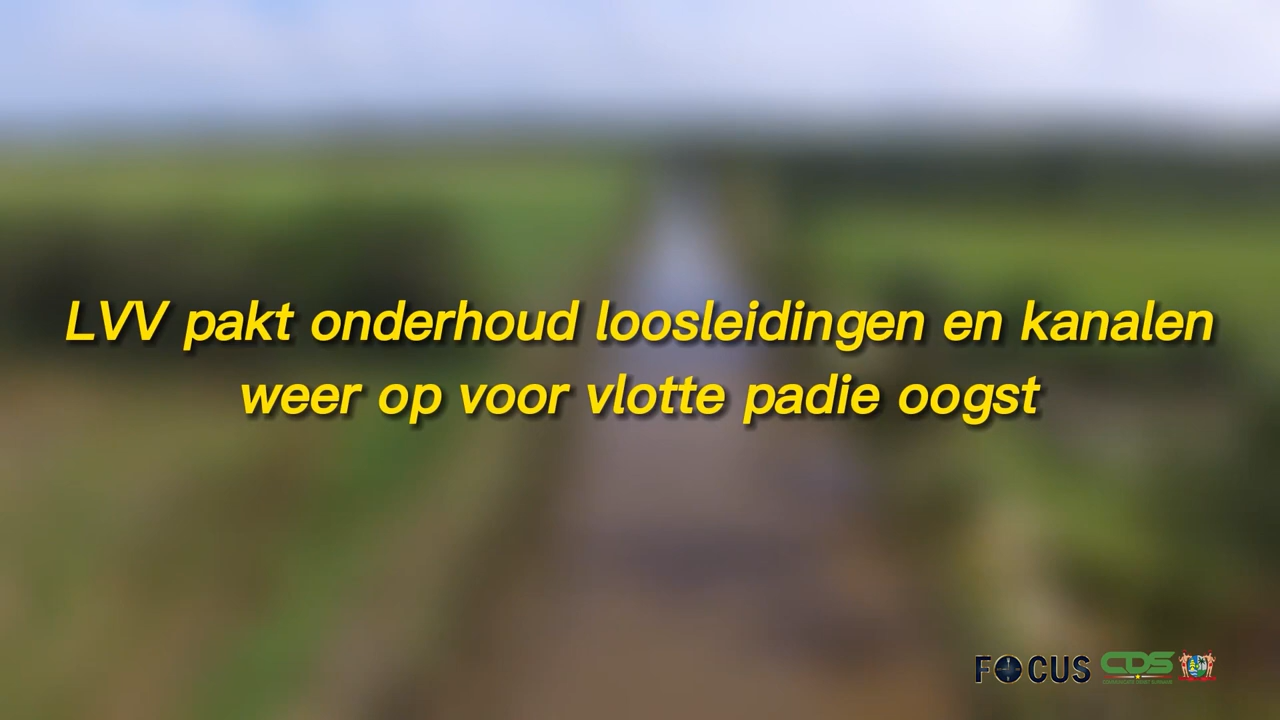 LVV pakt onderhoud loosleidingen en kanalen
weer op voor vlotte padie oogst
FOCUS
CDS